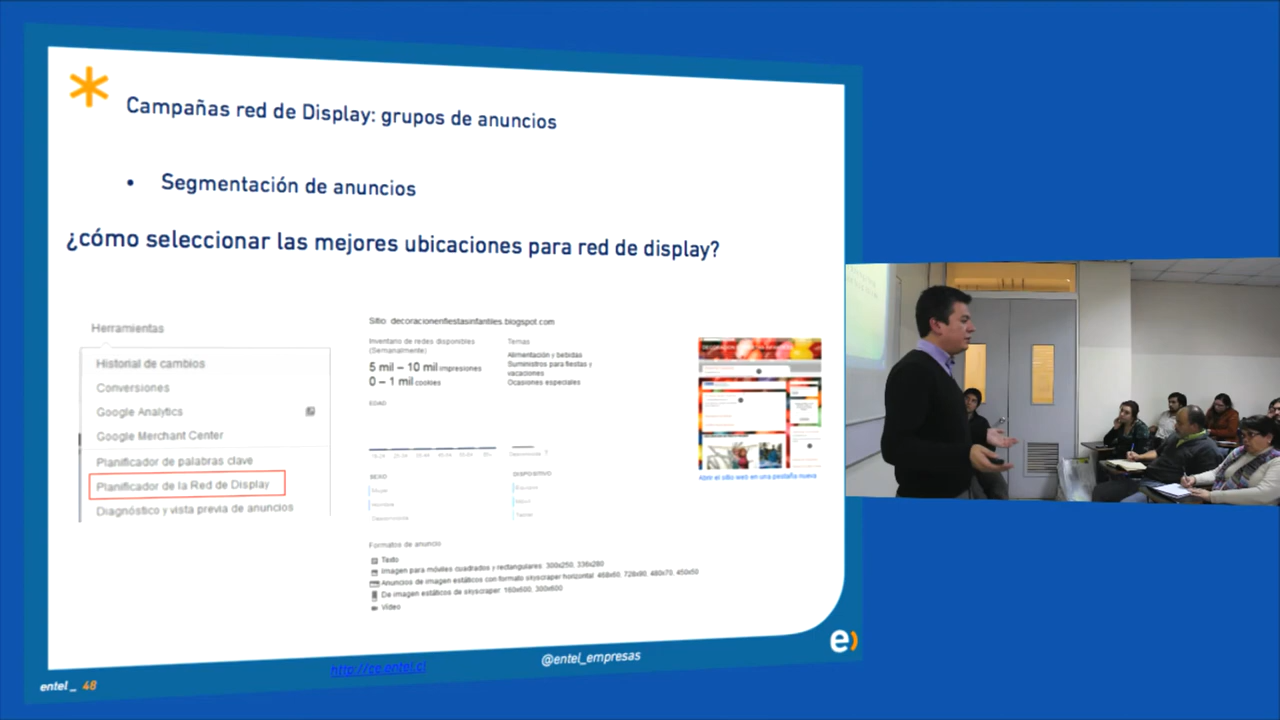 Campañas red de Display: grupos de anuncios
• Segmentación de anuncios
¿cómo seleccionar las mejores ubicaciones para red de display?
Herramientas
Historial de cambios
Conversiones
Google Analytics
Google Merchant Center
Planificador de palabras clave
Planificador de la Red de Display
Diagnóstico y vista previa de anuncios
Sitio decoracionenfiestasinfantiles.blogspot.com
Inventario de redes disponibles
(Semanalmente)
5 mil – 10 mil impresiones
0 – 1 mil cookies
Temas
Alimentación y bebidas
Suministros para fiestas y
vacaciones
Ocasiones especiales
EDAD
SEXO
Mujer
Hombre
Desconocido
DISPOSITIVO
Formatos de anuncio
Texto
Imagen para móviles cuadrados y rectangulares: 300x250, 336x280
Anuncios de imagen estáticos con formato skyscraper horizontal: 468x60, 728x90, 480x70, 450x50
De imagen estáticos de skyscraper: 160x600, 300x600
Vídeo
Abrir el sitio web en una pestaña nueva
http://ce.entel.cl
@entel_empresas
e)
entel_ 48